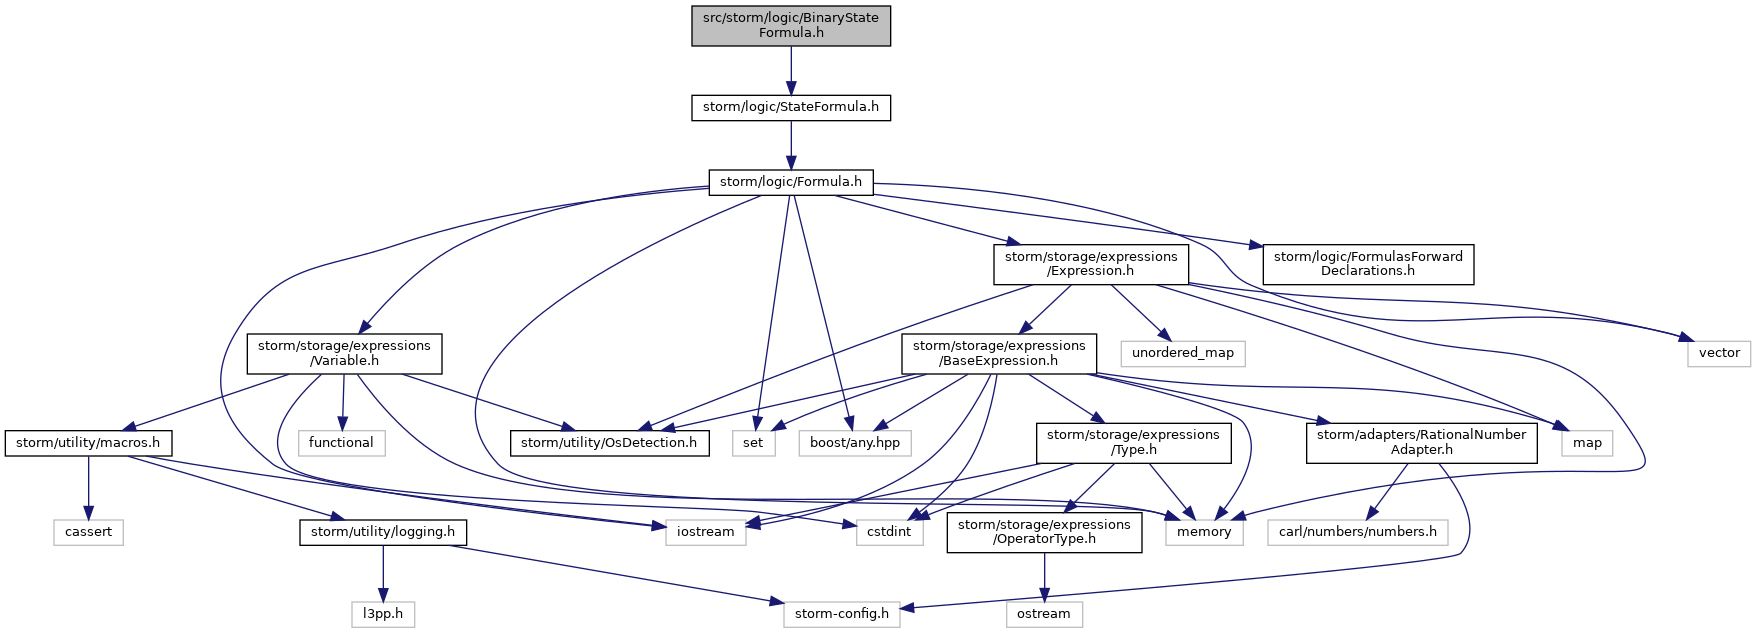 src/storm/logic/BinaryState
Formula.h
storm/logic/StateFormula.h
storm/logic/Formula.h
storm/storage/expressions
/Expression.h
storm/logic/FormulasForward
Declarations.h
storm/storage/expressions
/Variable.h
storm/storage/expressions
/BaseExpression.h
unordered_map
vector
storm/utility/macros.h
functional
storm/utility/OsDetection.h
set
boost/any.hpp
storm/storage/expressions
/Type.h
storm/adapters/RationalNumber
Adapter.h
map
cassert
storm/utility/logging.h
iostream
cstdint
storm/storage/expressions
/OperatorType.h
memory
carl/numbers/numbers.h
l3pp.h
storm-config.h
ostream